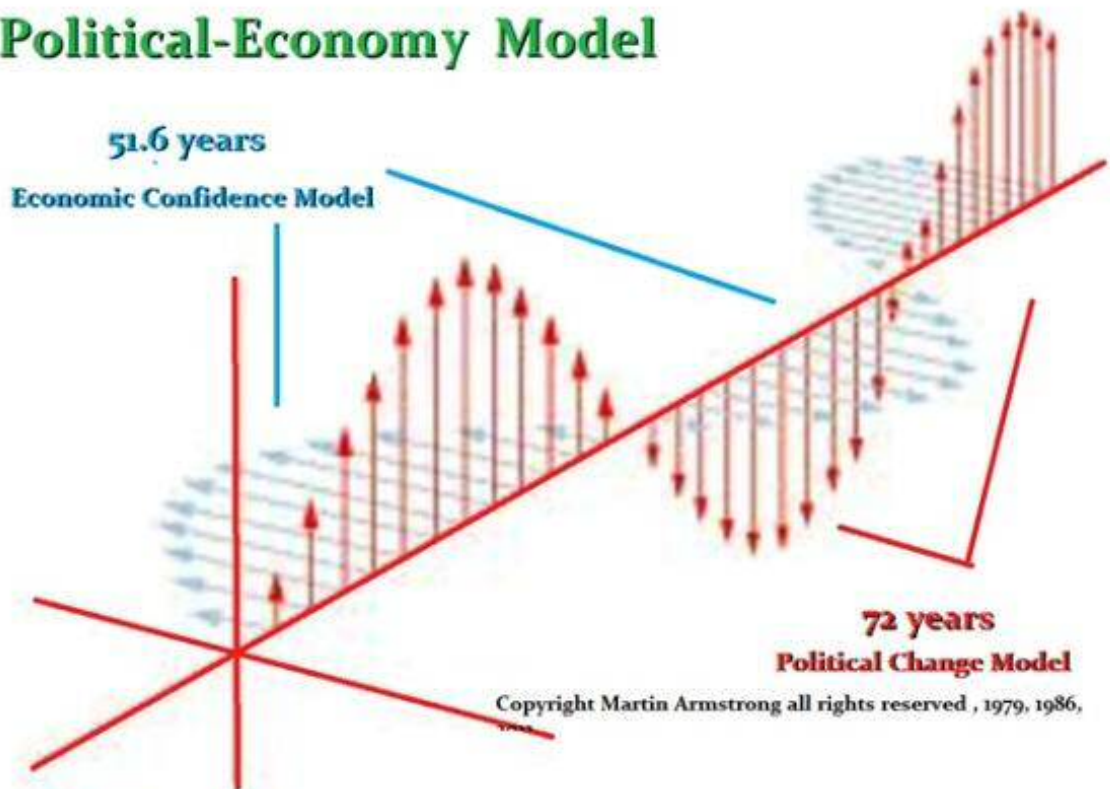 Political-Economy Model
51.6 years
Economic Confidence Model
72 years
Political Change Model
Copyright Martin Armstrong all rights reserved , 1979, 1986,